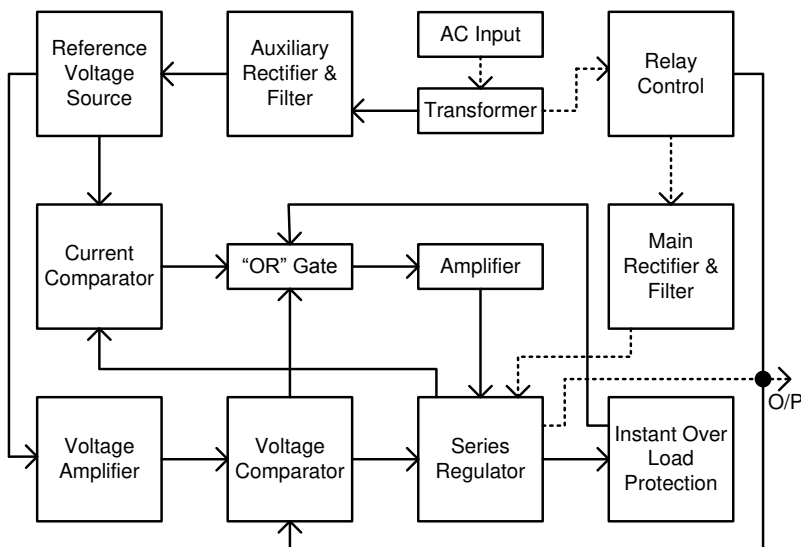 Reference
Voltage
Source
Auxiliary
Rectifier &
Filter
AC Input
Transformer
Relay
Control
Current
Comparator
“OR” Gate
Amplifier
Main
Rectifier &
Filter
Voltage
Amplifier
Voltage
Comparator
Series
Regulator
Instant Over
Load
Protection
O/P